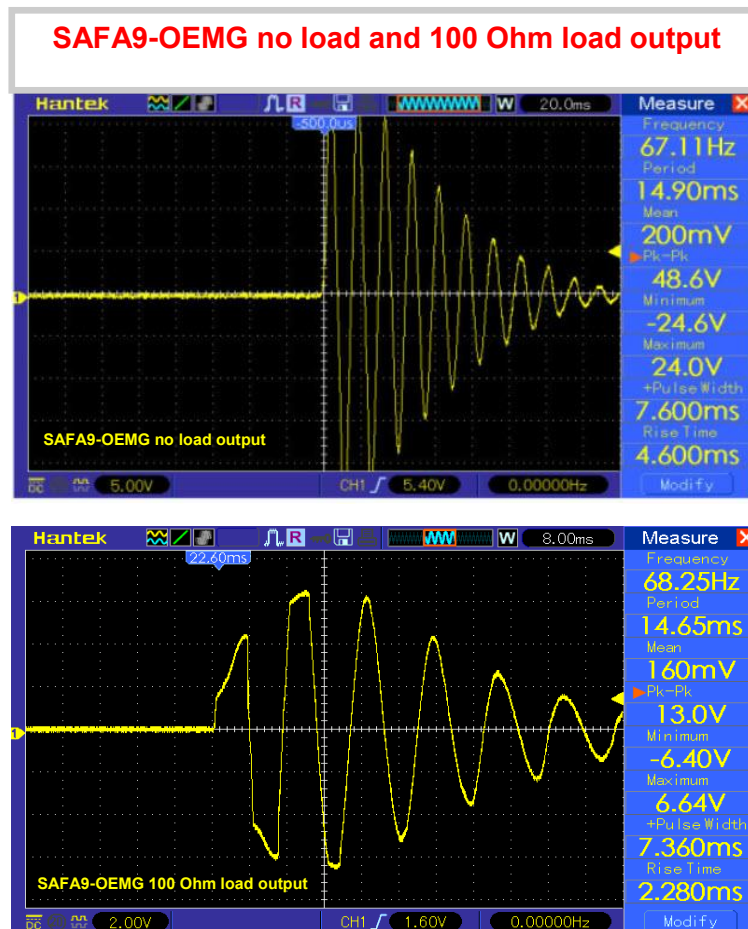 SAFA9-OEMG no load and 100 Ohm load output
Hantek R W 20.0ms Measure X
-500.0us
Frequency
67.11Hz
Period
14.90ms
Mean
200mV
Pk-Pk
48.6V
1
Minimum
-24.6V
Maximum
24.0V
+Pulse Width
7.600ms
Rise Time
SAFA9-OEMG no load output
4.600ms
DC 5.00V CH1 5.40V 0.00000Hz Modify
Hantek R W 8.00ms Measure X
22.60ms
Frequency
68.25Hz
Period
14.65ms
Mean
160mV
Pk-Pk
13.0V
1
Minimum
-6.40V
Maximum
6.64V
+Pulse Width
7.360ms
Rise Time
SAFA9-OEMG 100 Ohm load output
2.280ms
DC 2.00V CH1 1.60V 0.00000Hz Modify